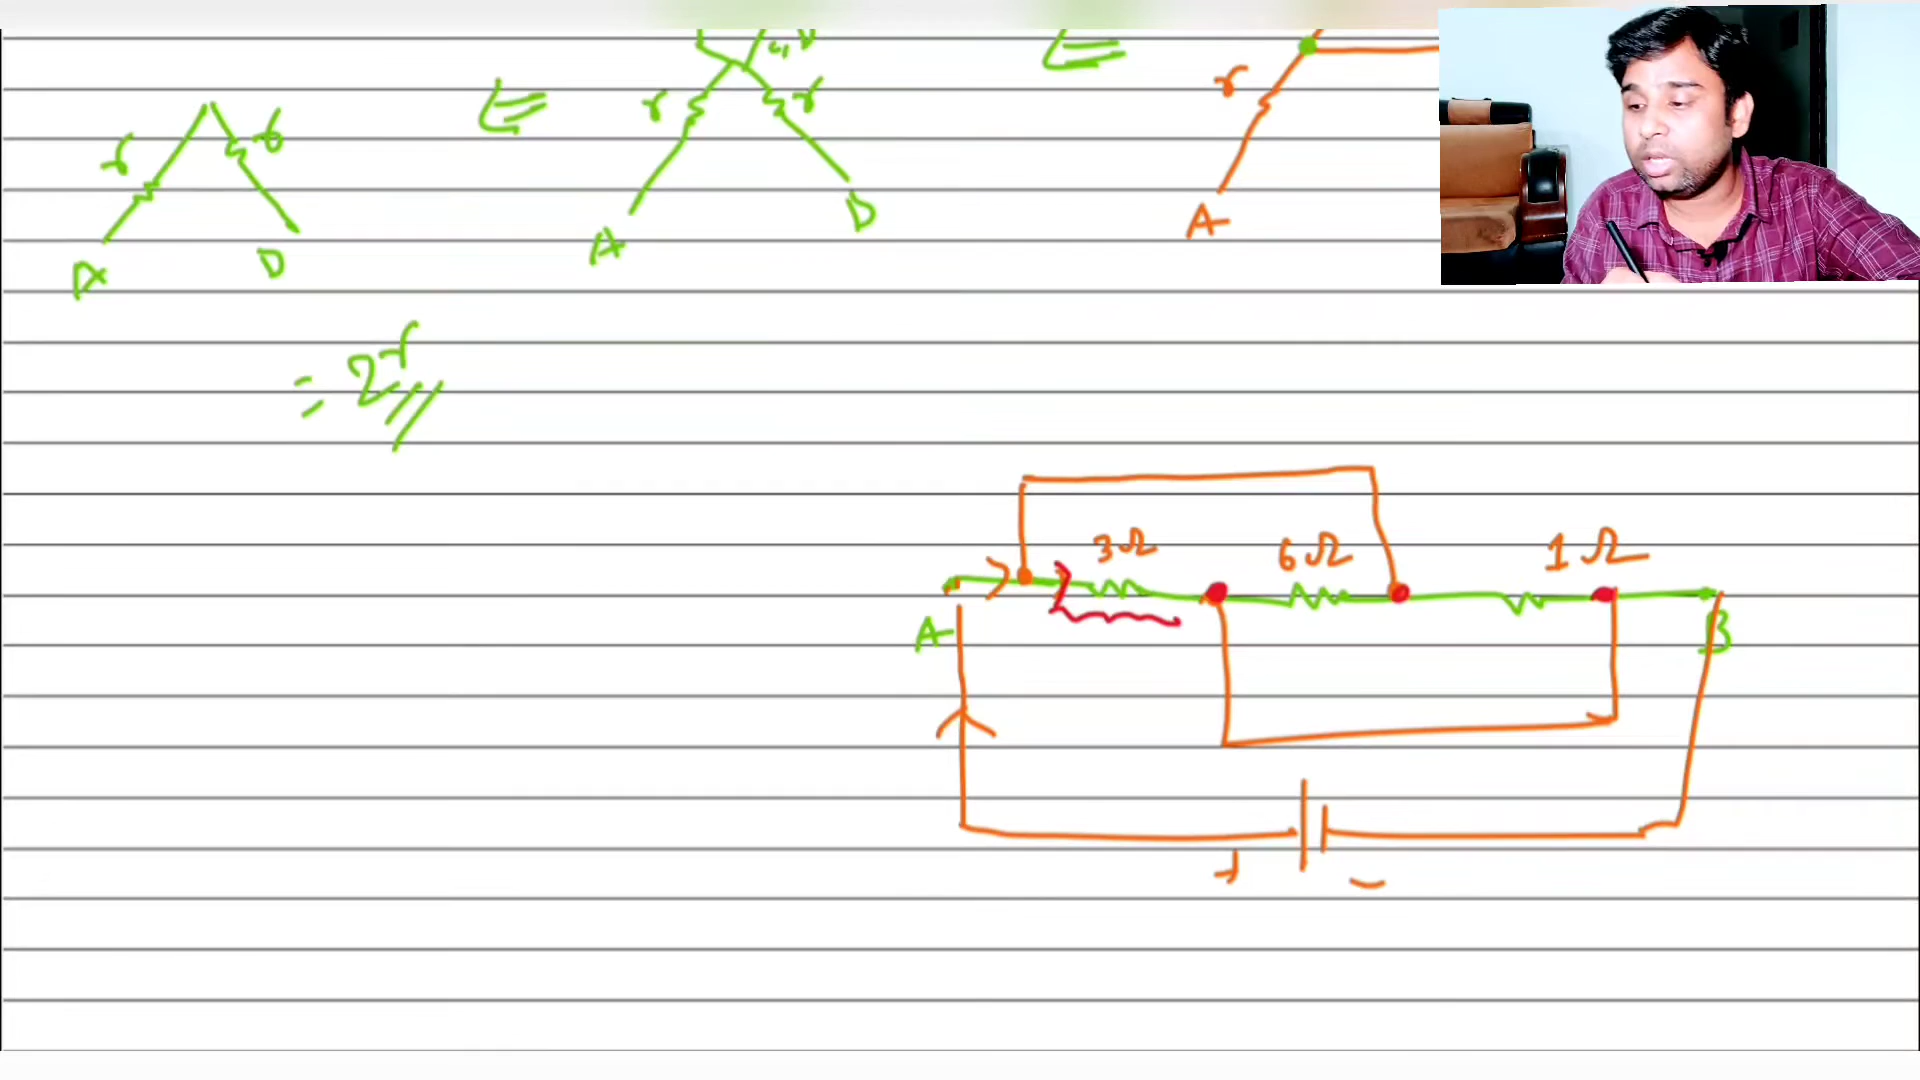 r r r r r
A D A D A
= 2r
3Ω 6Ω 1Ω
A B
+ -